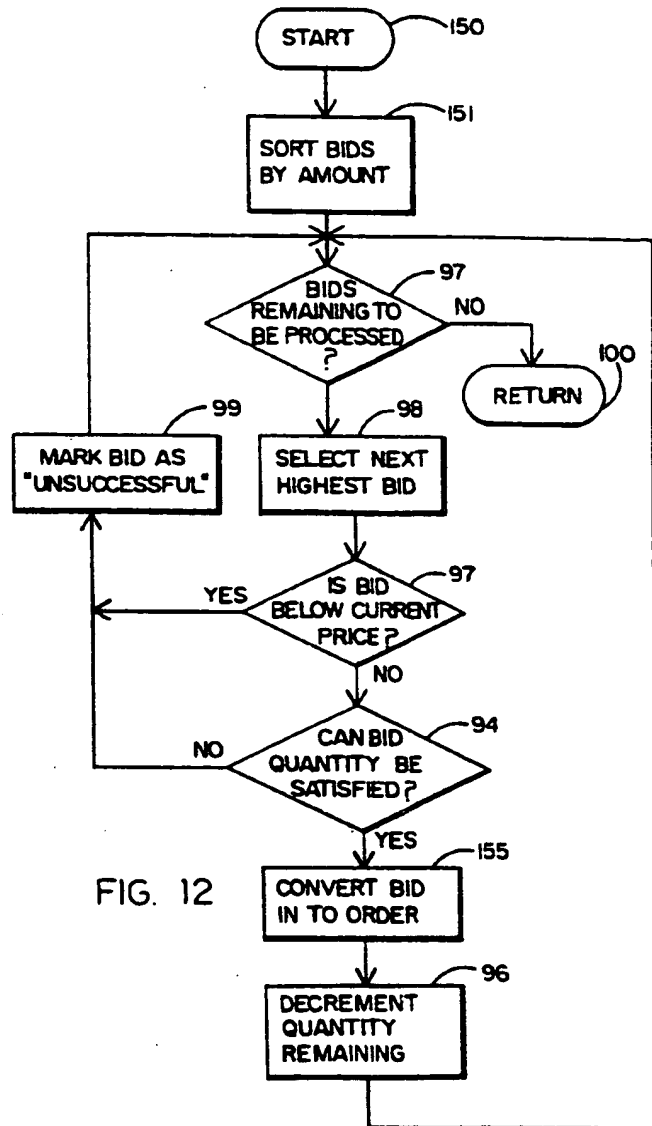 START
150
151
SORT BIDS
BY AMOUNT
97
BIDS
REMAINING TO
BE PROCESSED
?
NO
100
RETURN
99
MARK BID AS
"UNSUCCESSFUL"
98
SELECT NEXT
HIGHEST BID
97
YES
IS BID
BELOW CURRENT
PRICE?
NO
94
NO
CAN BID
QUANTITY BE
SATISFIED?
YES
155
FIG. 12
CONVERT BID
IN TO ORDER
96
DECREMENT
QUANTITY
REMAINING